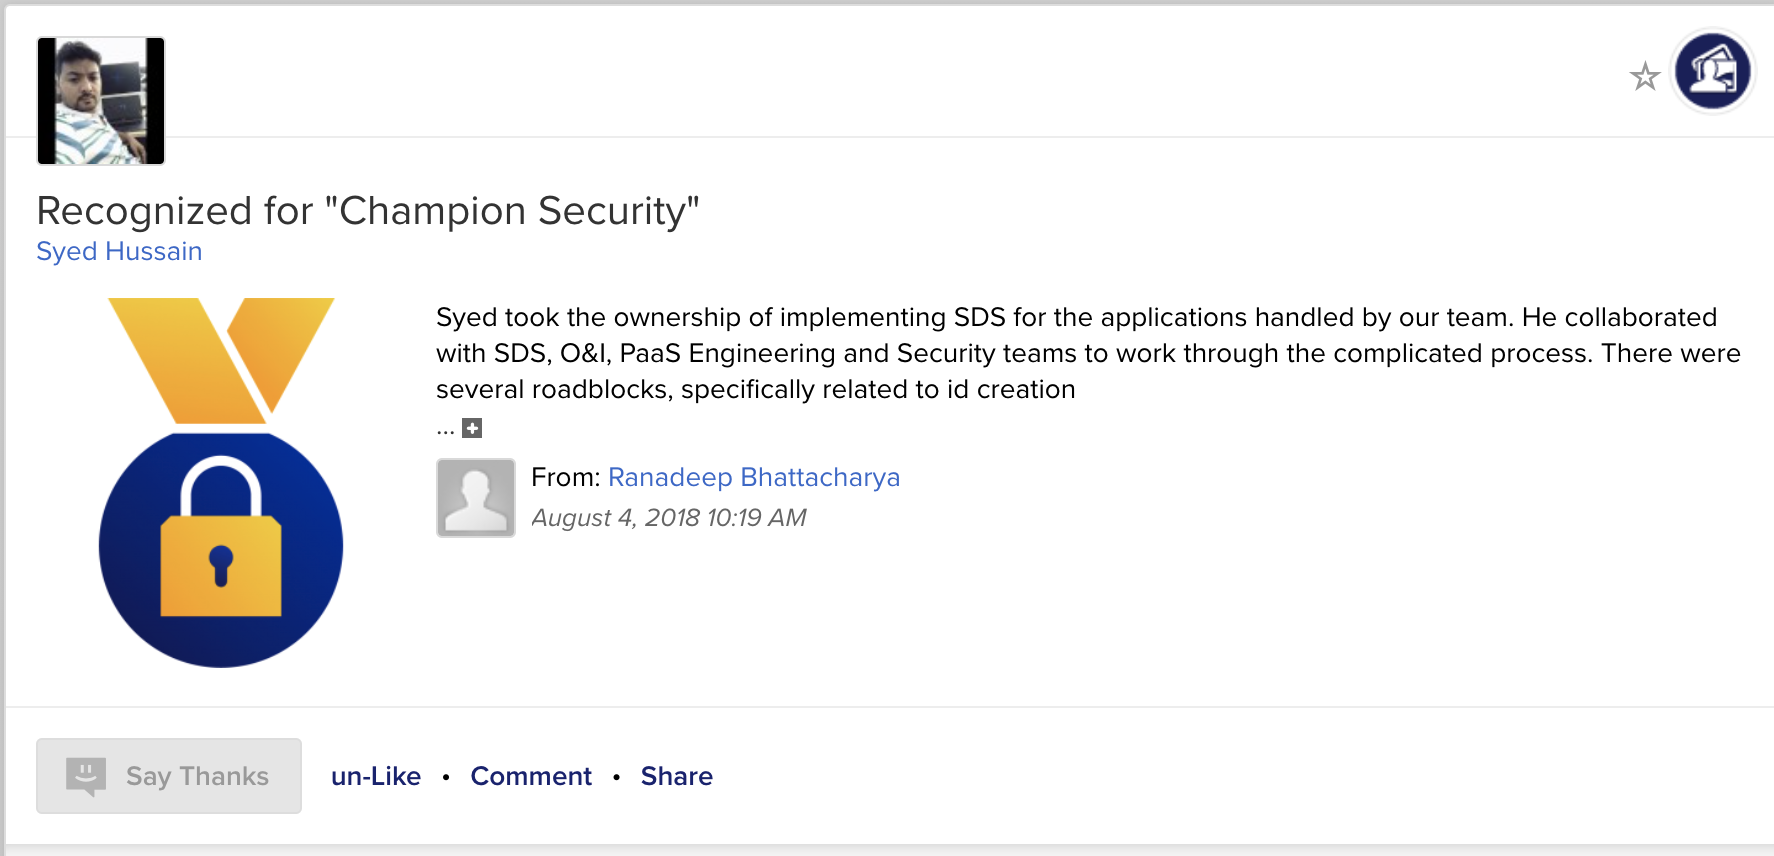 Recognized for "Champion Security"
Syed Hussain
Syed took the ownership of implementing SDS for the applications handled by our team. He collaborated
with SDS, O&I, PaaS Engineering and Security teams to work through the complicated process. There were
several roadblocks, specifically related to id creation
...
From: Ranadeep Bhattacharya
August 4, 2018 10:19 AM
Say Thanks un-Like • Comment • Share